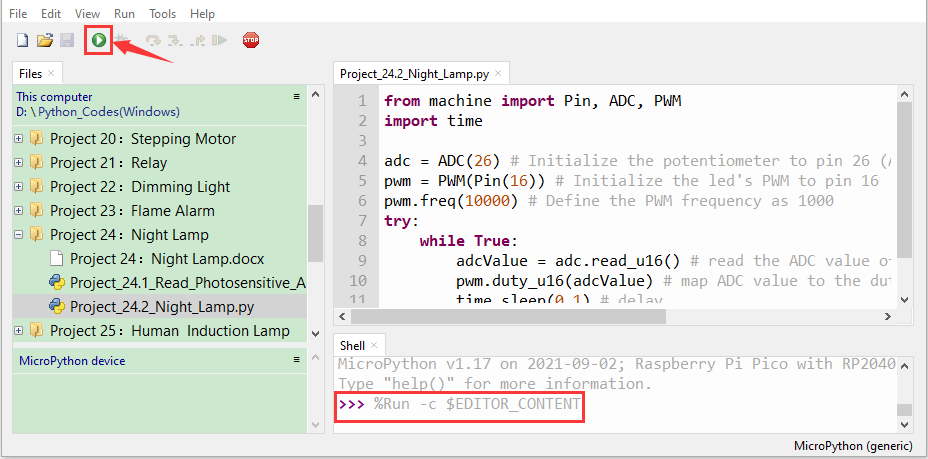 File Edit View Run Tools Help
STOP
Files ×
This computer
D: \ Python_Codes(Windows)
Project 20：Stepping Motor
Project 21：Relay
Project 22：Dimming Light
Project 23：Flame Alarm
Project 24：Night Lamp
Project 24：Night Lamp.docx
Project_24.1_Read_Photosensitive_A
Project_24.2_Night_Lamp.py
Project 25：Human Induction Lamp
MicroPython device
Project_24.2_Night_Lamp.py ×
1 from machine import Pin, ADC, PWM
2 import time
3
4 adc = ADC(26) # Initialize the potentiometer to pin 26 (A
5 pwm = PWM(Pin(16)) # Initialize the led's PWM to pin 16
6 pwm.freq(10000) # Define the PWM frequency as 1000
7 try:
8 while True:
9 adcValue = adc.read_u16() # read the ADC value of
10 pwm.duty_u16(adcValue) # map ADC value to the dut
11 time.sleep(0.1) # delay
Shell ×
MicroPython v1.17 on 2021-09-02; Raspberry Pi Pico with RP2040
Type "help()" for more information.
>>> %Run -c $EDITOR_CONTENT
MicroPython (generic)